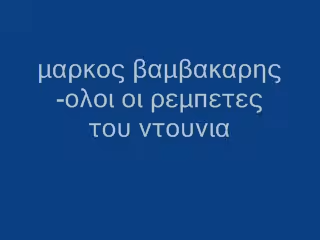 μαρκος βαμβακαρης
-ολοι οι ρεμπετες
του ντουνια